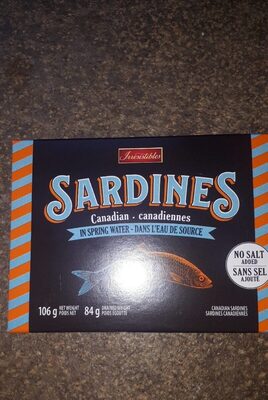 Irresistibles
SARDINES
Canadian • canadiennes
IN SPRING WATER - DANS L'EAU DE SOURCE
NO SALT
ADDED
SANS SEL
AJOUTÉ
106 g NET WEIGHT
POIDS NET
84 g DRAINED WEIGHT
POIDS ÉGOUTTÉ
CANADIAN SARDINES
SARDINES CANADIENNES